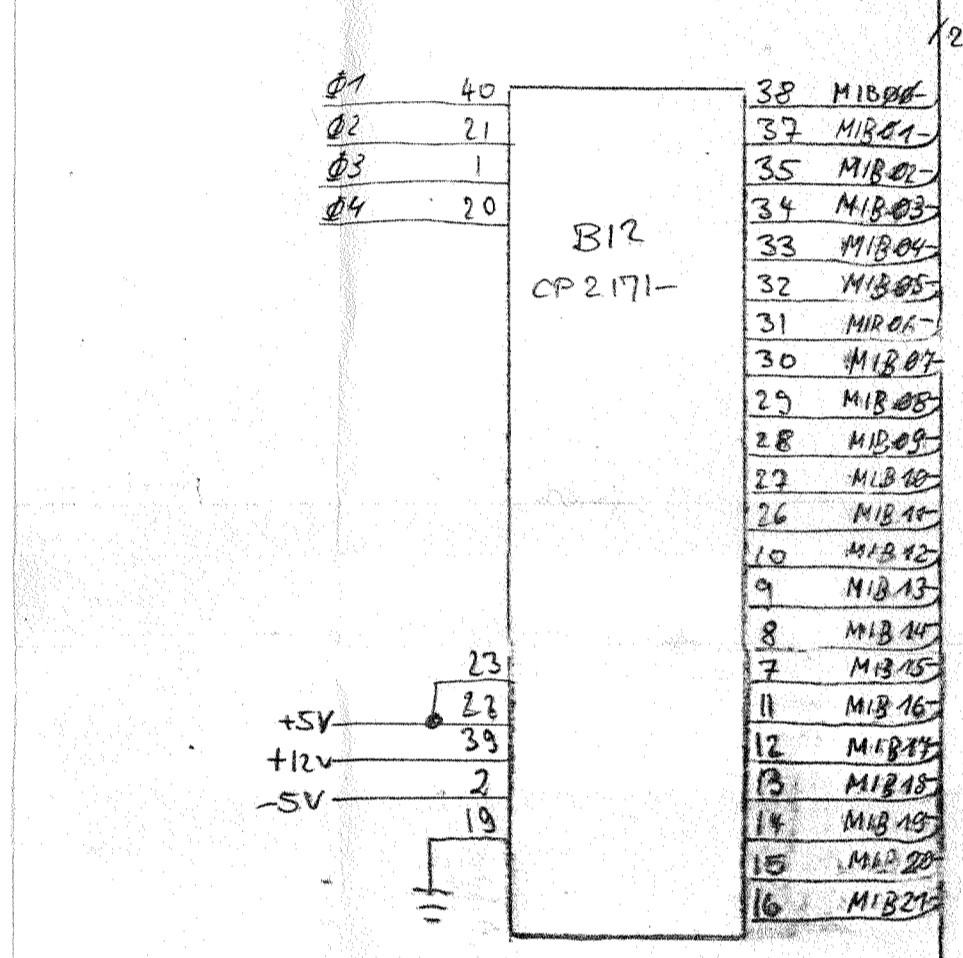 /2
Φ1 40 38 MIB00-
Φ2 21 37 MIB01-
Φ3 1 35 MIB02-
Φ4 20 34 MIB03-
B12 33 MIB04-
CP2171- 32 MIB05-
31 MIB06-
30 MIB07-
29 MIB08-
28 MIB09-
27 MIB10-
26 MIB11-
10 MIB12-
9 MIB13-
8 MIB14-
23 7 MIB15-
+5V 22 11 MIB16-
+12V 39 12 MIB17-
-5V 2 13 MIB18-
19 14 MIB19-
15 MIB20-
16 MIB21-